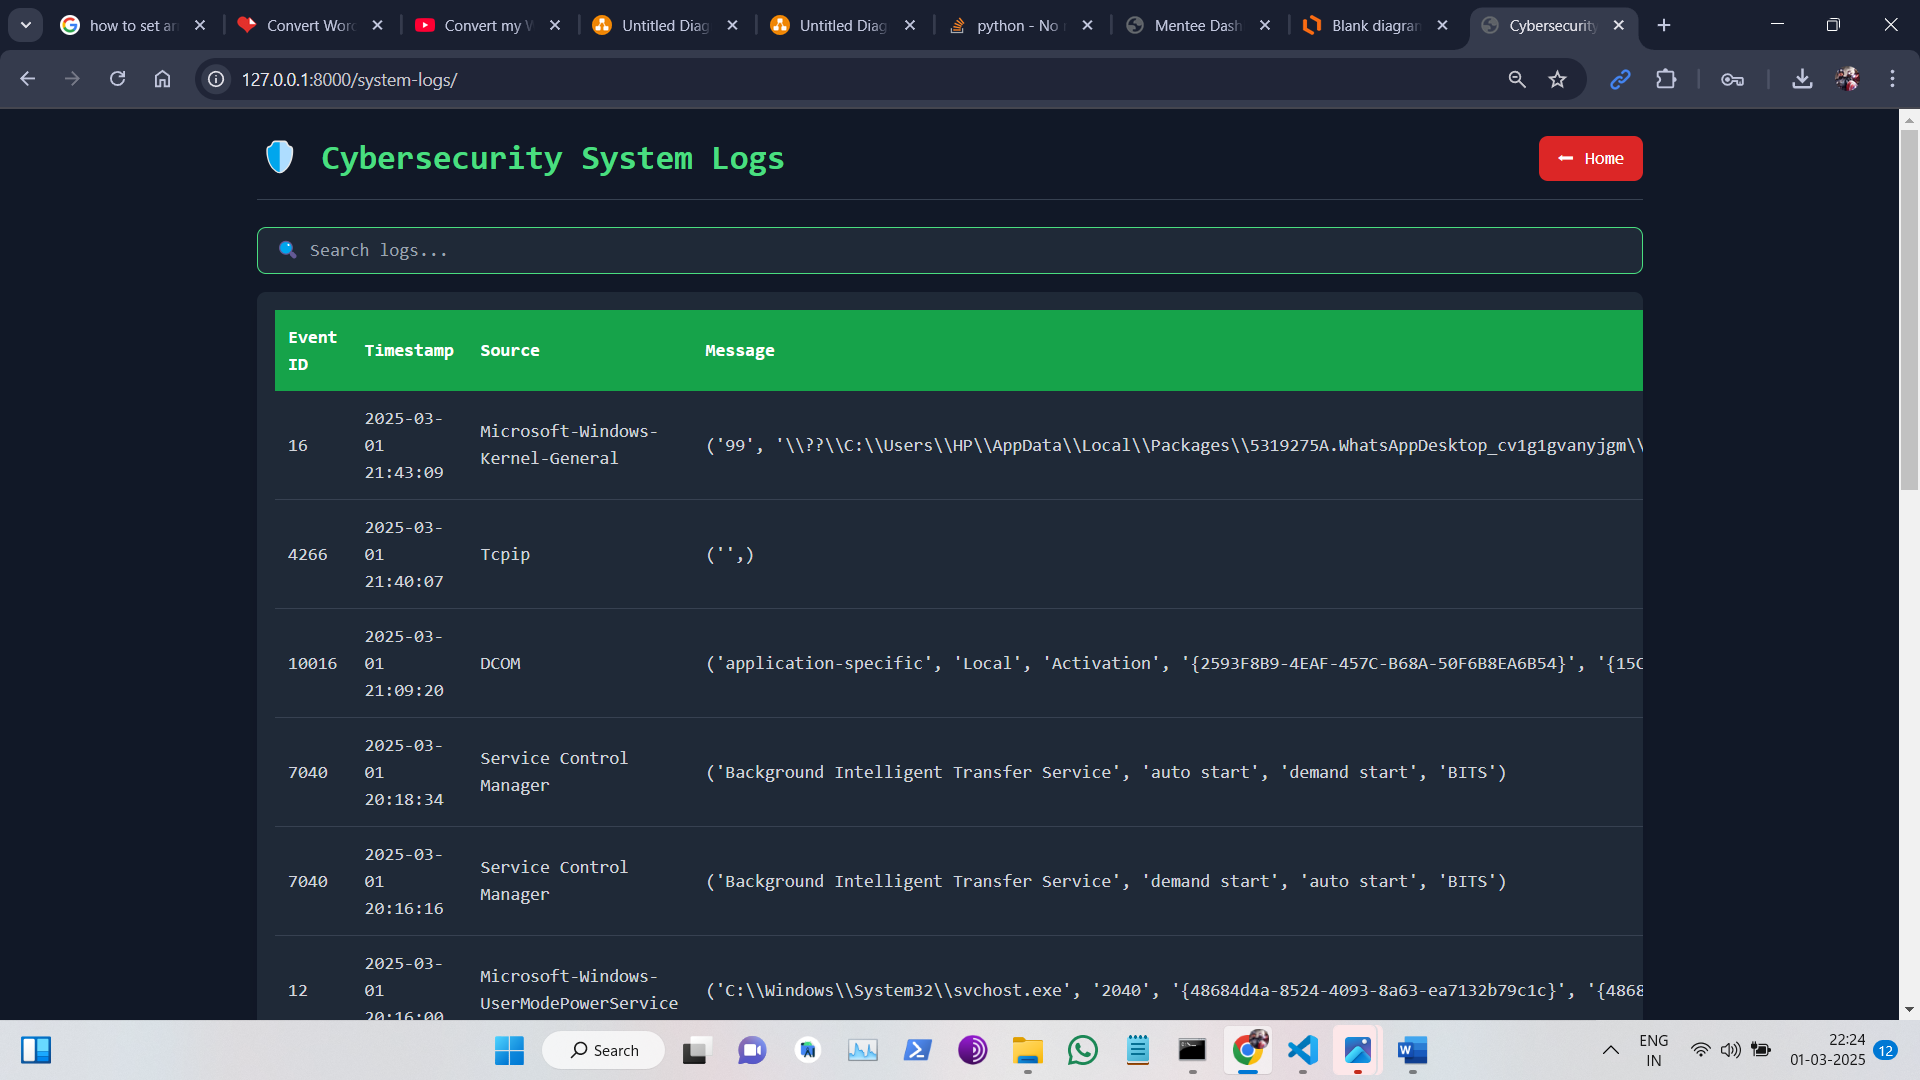 how to set an
Convert Word
Convert my W
Untitled Diag
Untitled Diag
python - No
Mentee Dash
Blank diagram
Cybersecurity
127.0.0.1:8000/system-logs/
Cybersecurity System Logs
Home
Search logs...
Event ID
Timestamp
Source
Message
16
2025-03-
01
21:43:09
Microsoft-Windows-
Kernel-General
('99', '\\??\\C:\\Users\\HP\\AppData\\Local\\Packages\\5319275A.WhatsAppDesktop_cv1g1gvanyjgm\\
4266
2025-03-
01
21:40:07
Tcpip
('',)
10016
2025-03-
01
21:09:20
DCOM
('application-specific', 'Local', 'Activation', '{2593F8B9-4EAF-457C-B68A-50F6B8EA6B54}', '{15C
7040
2025-03-
01
20:18:34
Service Control
Manager
('Background Intelligent Transfer Service', 'auto start', 'demand start', 'BITS')
7040
2025-03-
01
20:16:16
Service Control
Manager
('Background Intelligent Transfer Service', 'demand start', 'auto start', 'BITS')
12
2025-03-
01
20:16:00
Microsoft-Windows-
UserModePowerService
('C:\\Windows\\System32\\svchost.exe', '2040', '{48684d4a-8524-4093-8a63-ea7132b79c1c}', '{4868
Search
ENG
IN
22:24
01-03-2025
12